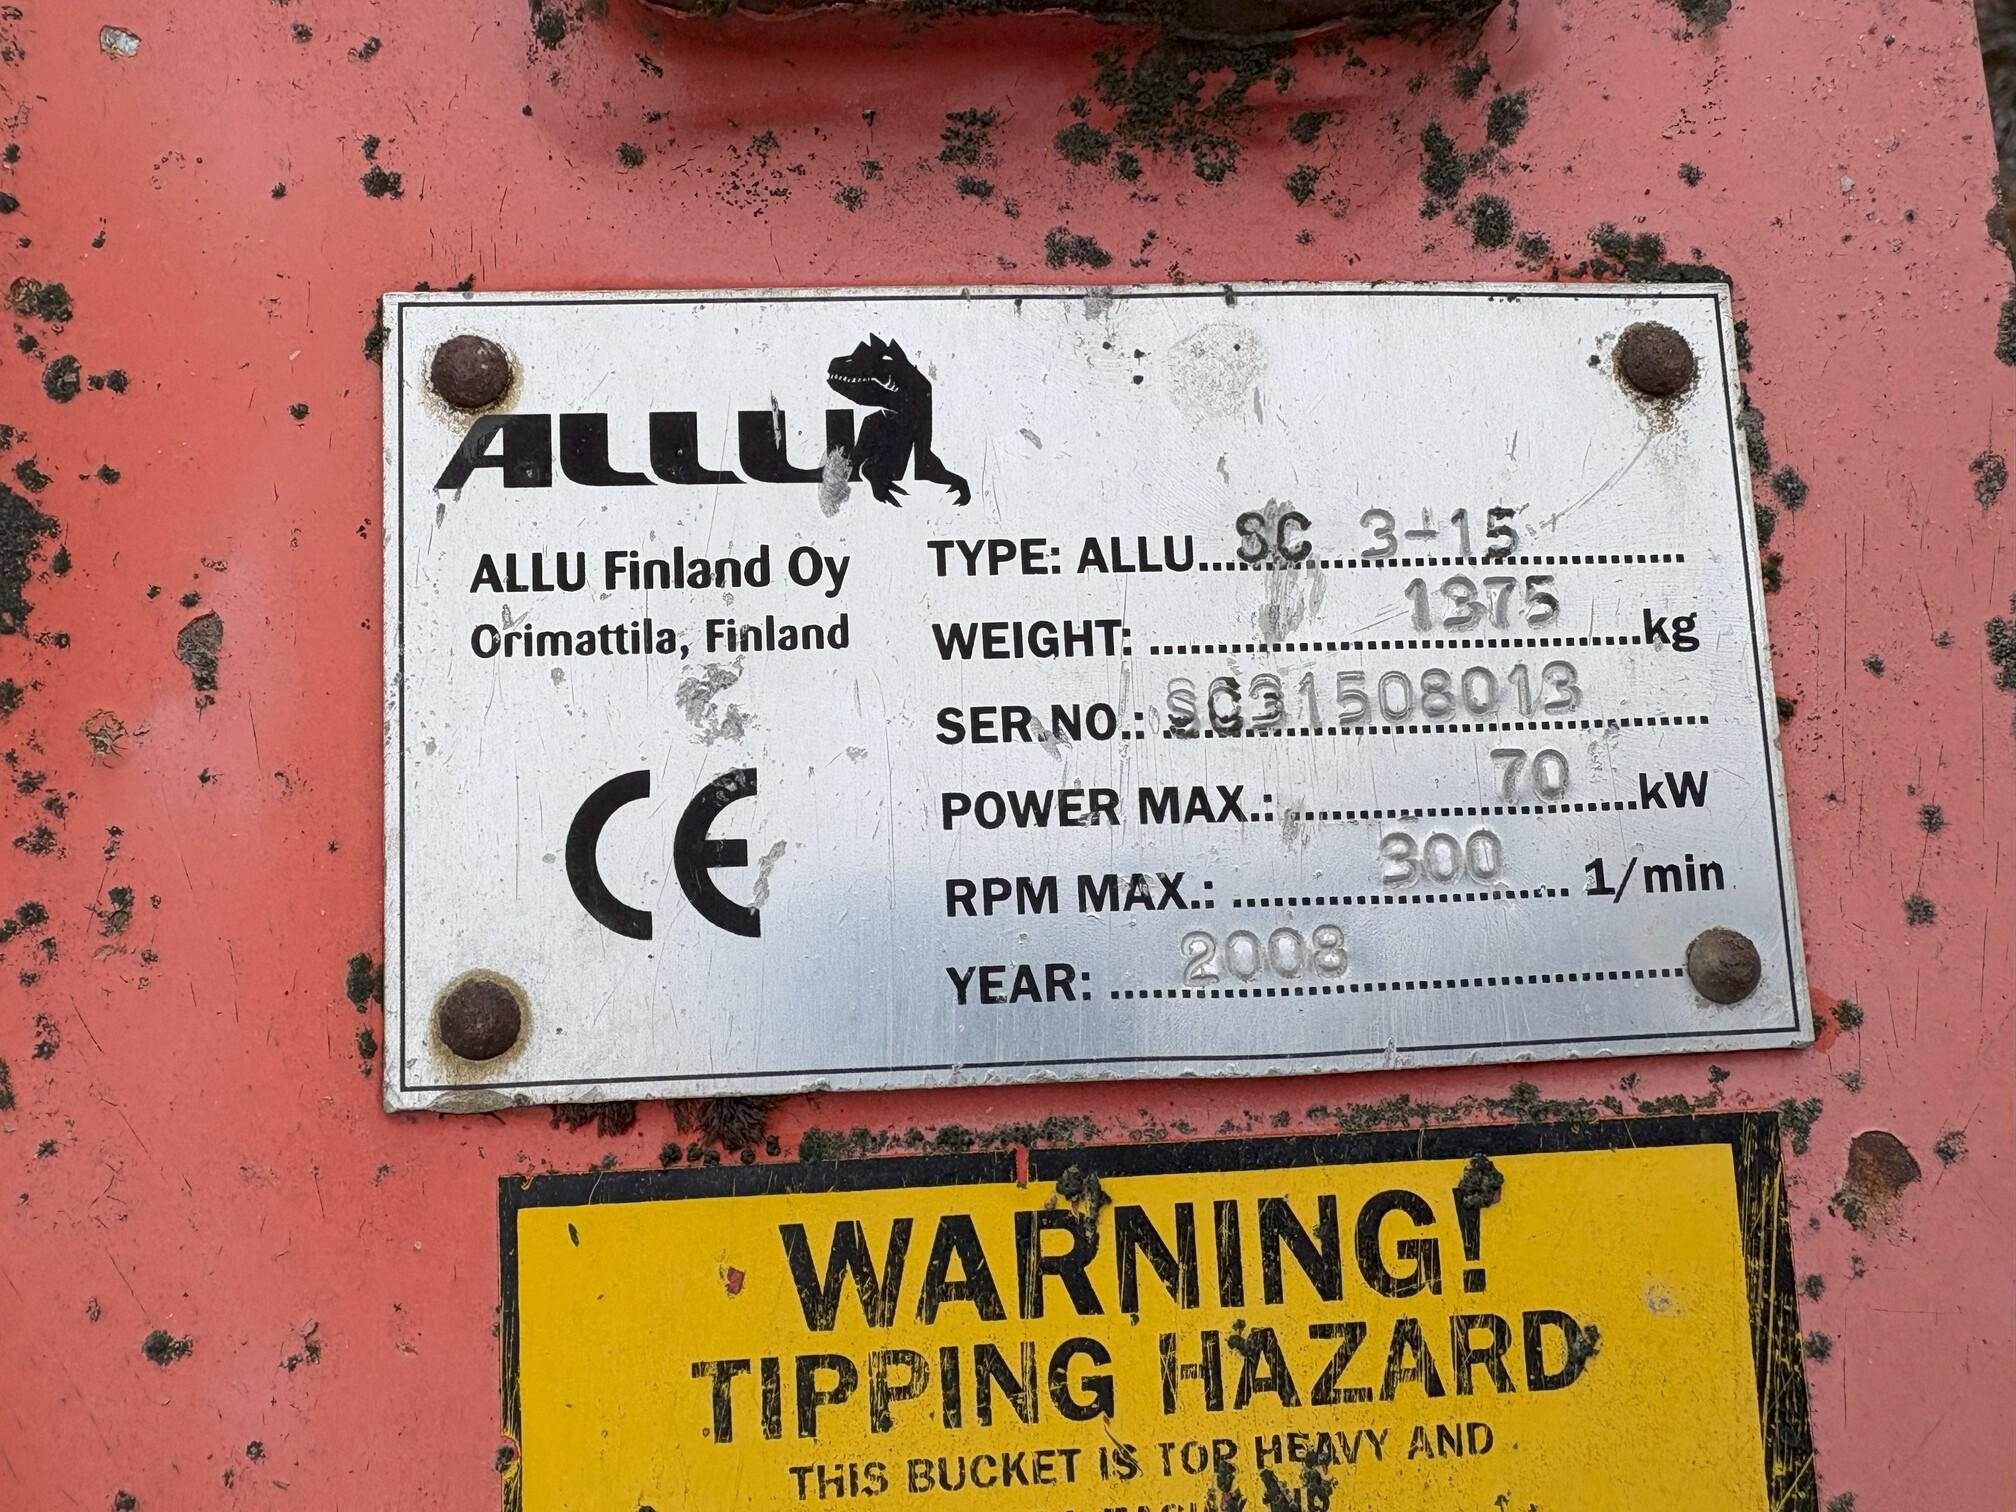 ALLU
ALLU Finland Oy
Orimattila, Finland
CE
TYPE: ALLU SC 3-15
WEIGHT: 1375 kg
SER.NO.: SC31508013
POWER MAX.: 70 kW
RPM MAX.: 300 1/min
YEAR: 2008
WARNING!
TIPPING HAZARD
THIS BUCKET IS TOP HEAVY AND